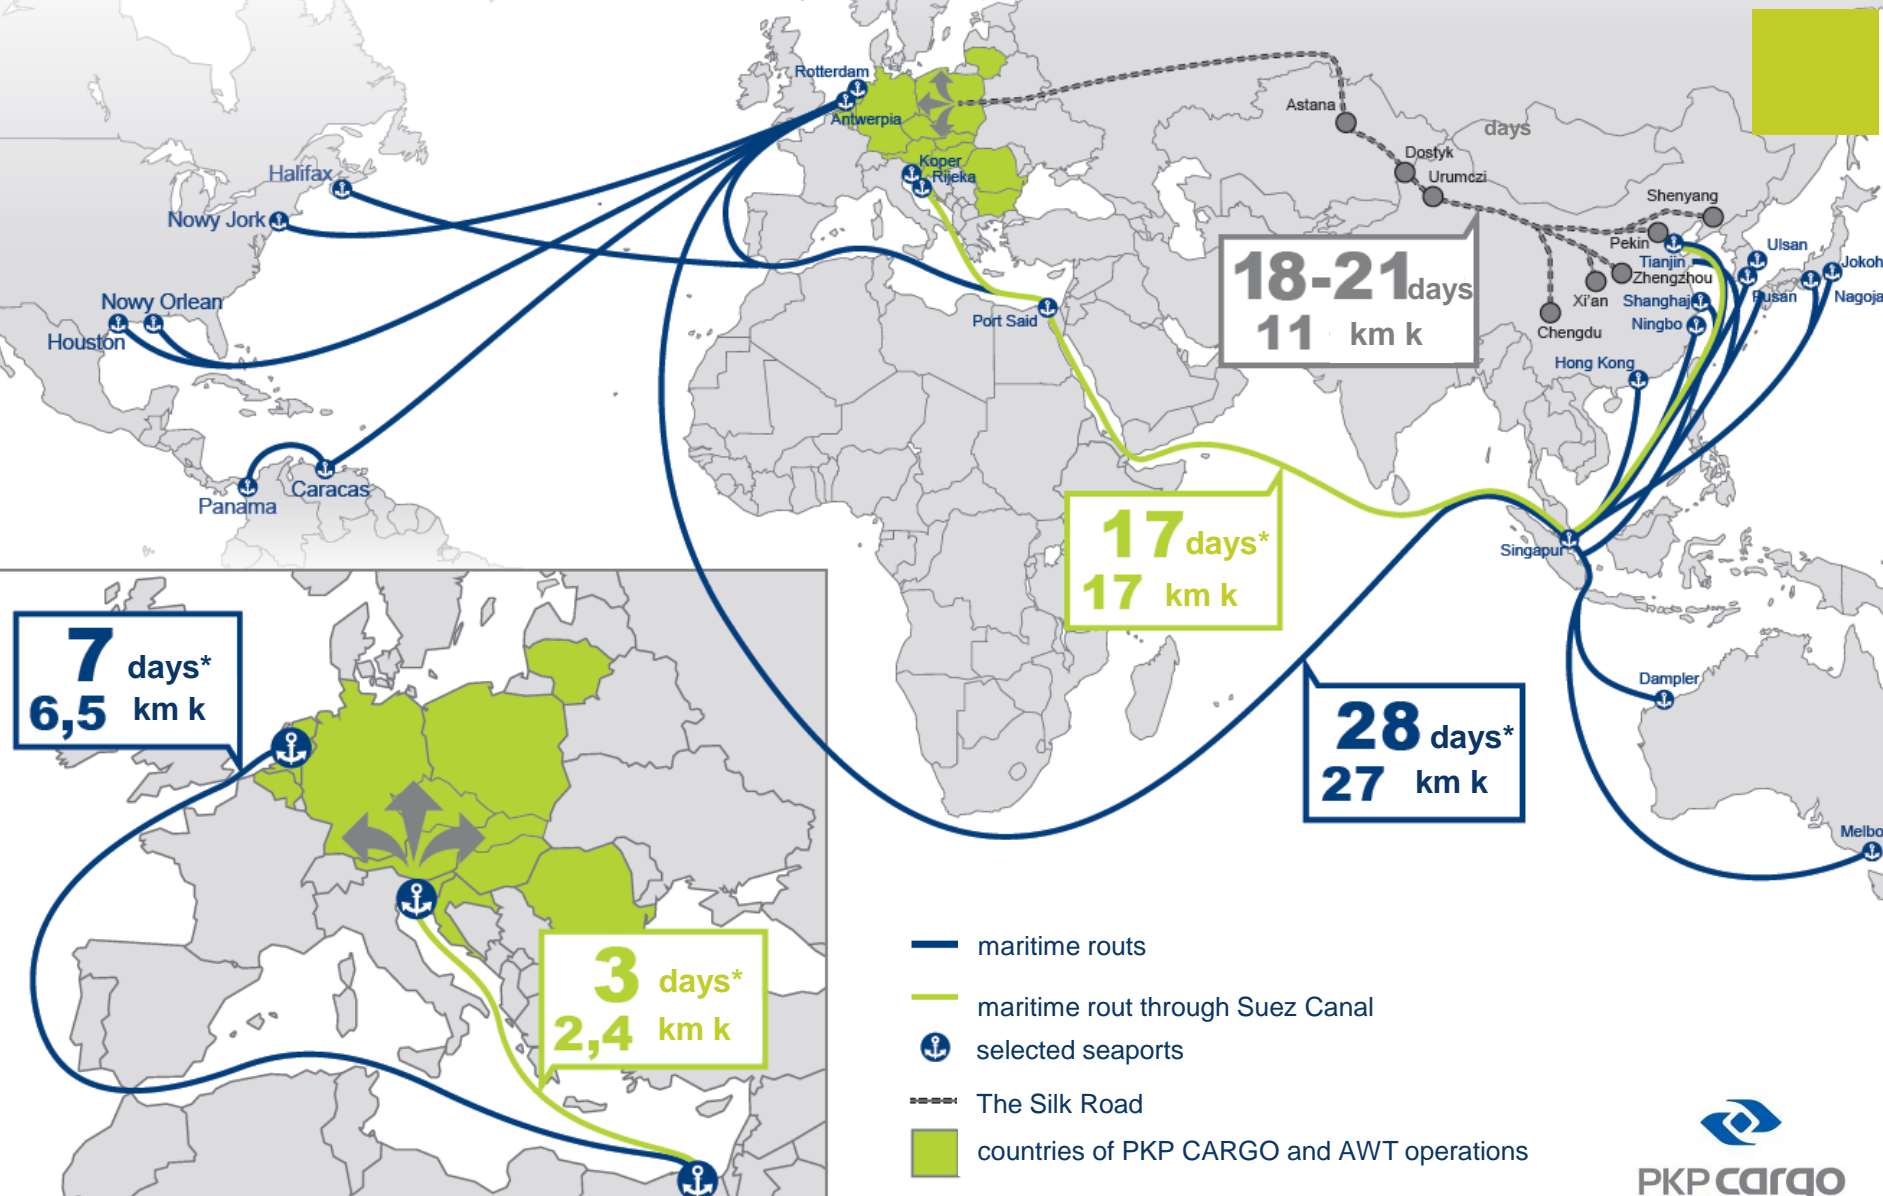 Rotterdam
Antwerpia
Koper
Rijeka
Halifax
Nowy Jork
Nowy Orlean
Houston
Panama
Caracas
Port Said
Astana
days
Dostyk
Urumczi
Shenyang
Pekin
Tianjin
Zhengzhou
Xi'an
Chengdu
Shanghaj
Ningbo
Hong Kong
Ulsan
Pusan
Jokoh
Nagoja
Singapur
Dampler
Melbo
18-21 days
11 km k
17 days*
17 km k
28 days*
27 km k
7 days*
6,5 km k
3 days*
2,4 km k
maritime routs
maritime rout through Suez Canal
selected seaports
The Silk Road
countries of PKP CARGO and AWT operations
PKP cargo